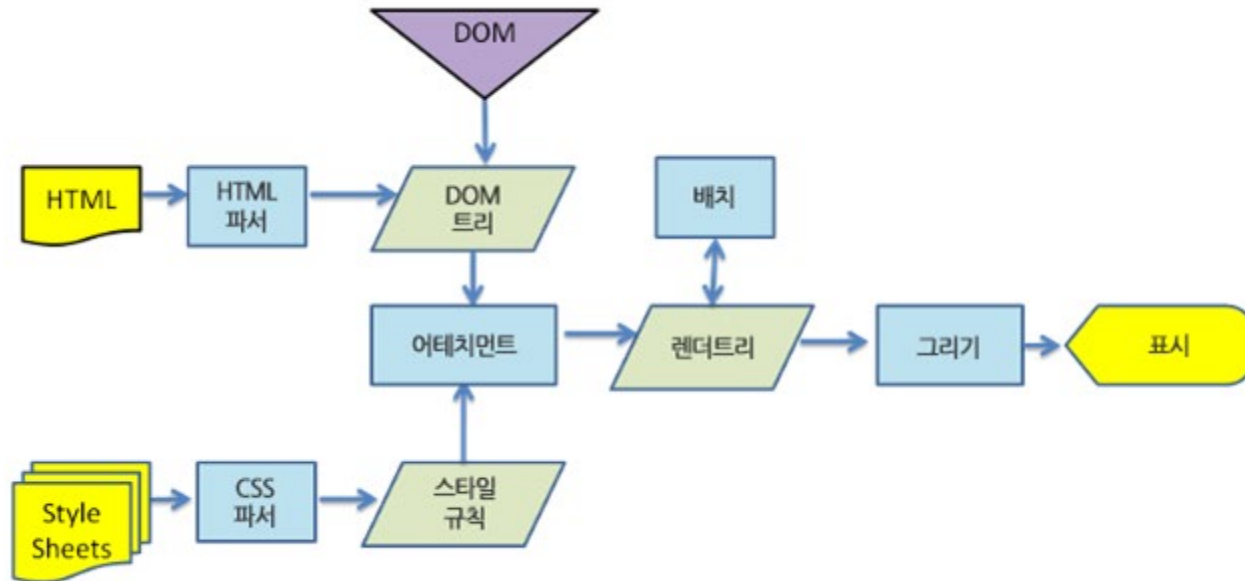 DOM
HTML
HTML
파서
DOM
트리
배치
어테치먼트
렌더트리
그리기
표시
Style
Sheets
CSS
파서
스타일
규칙